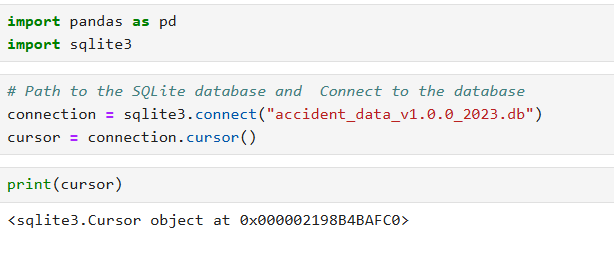 import pandas as pd
import sqlite3
# Path to the SQLite database and  Connect to the database
connection = sqlite3.connect("accident_data_v1.0.0_2023.db")
cursor = connection.cursor()
print(cursor)
<sqlite3.Cursor object at 0x000002198B4BAFC0>